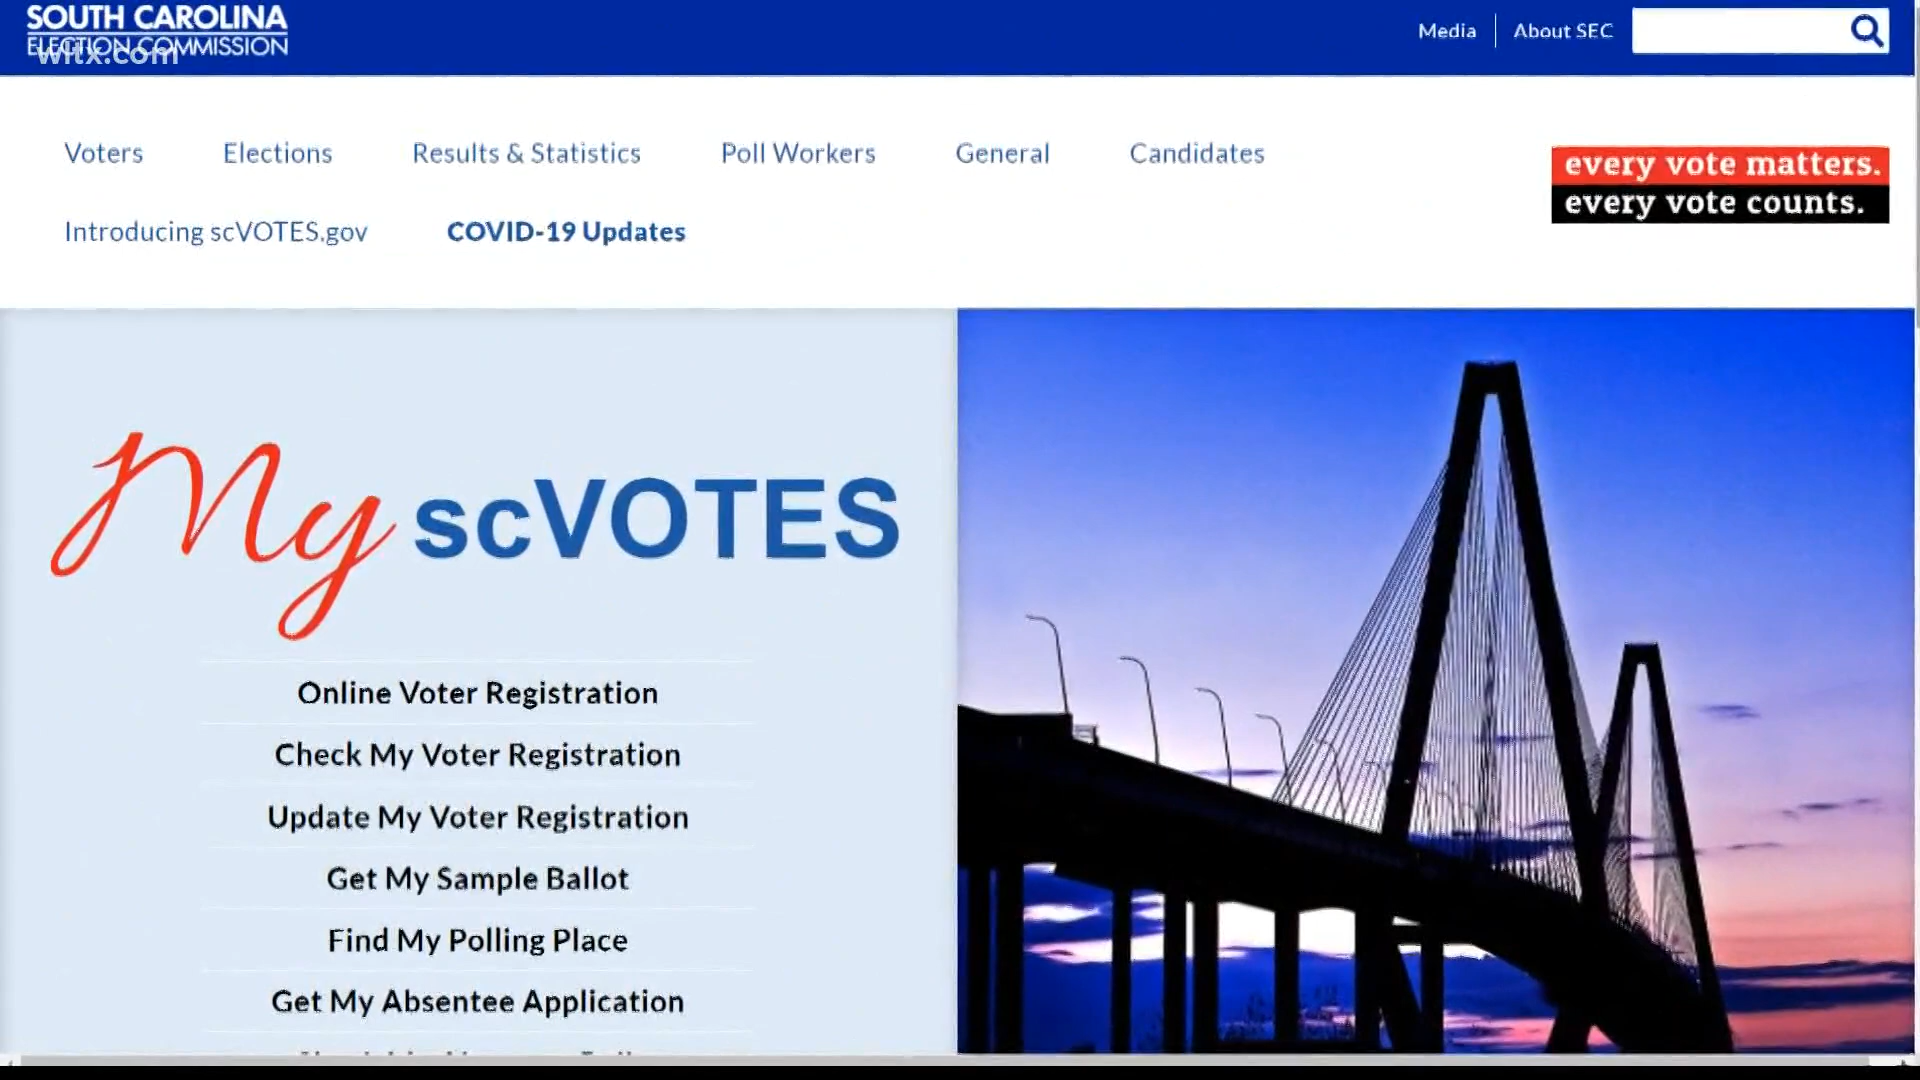 SOUTH CAROLINA
ELECTION COMMISSION
wltx.com
Media
About SEC
Voters
Elections
Results & Statistics
Poll Workers
General
Candidates
every vote matters.
every vote counts.
Introducing scVOTES.gov
COVID-19 Updates
My scVOTES
Online Voter Registration
Check My Voter Registration
Update My Voter Registration
Get My Sample Ballot
Find My Polling Place
Get My Absentee Application